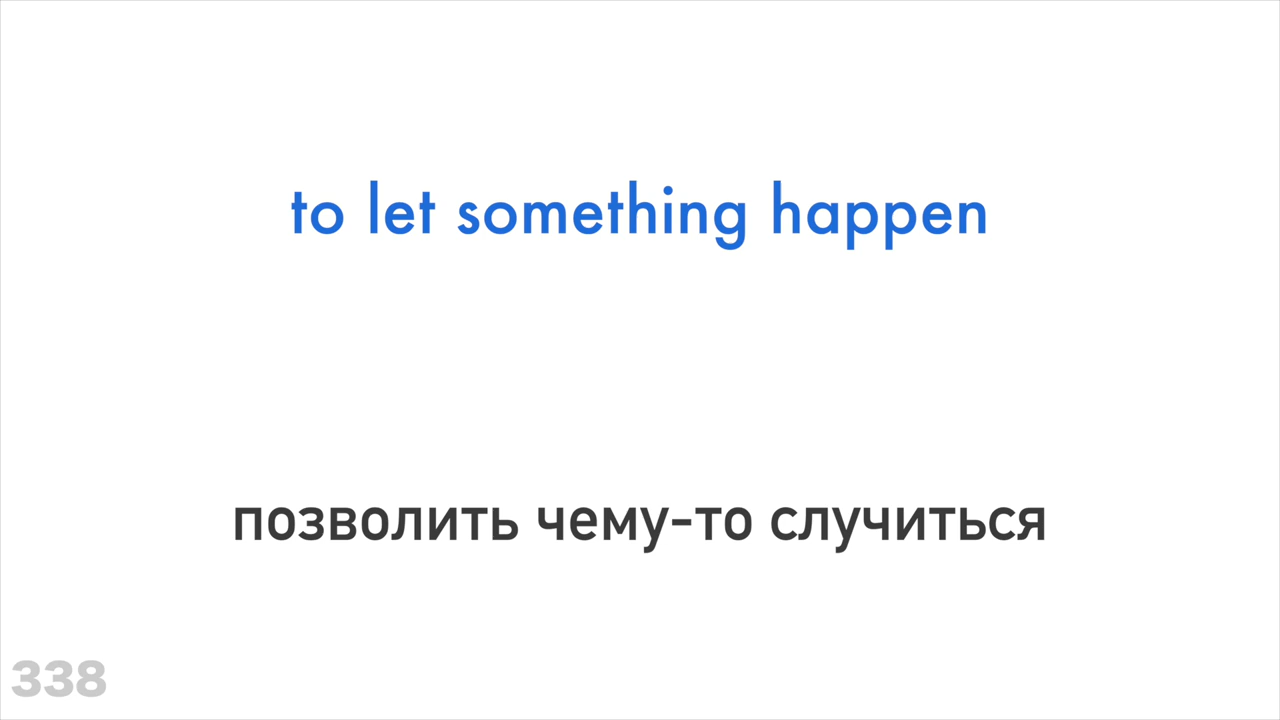 to let something happen
позволить чему-то случиться
338